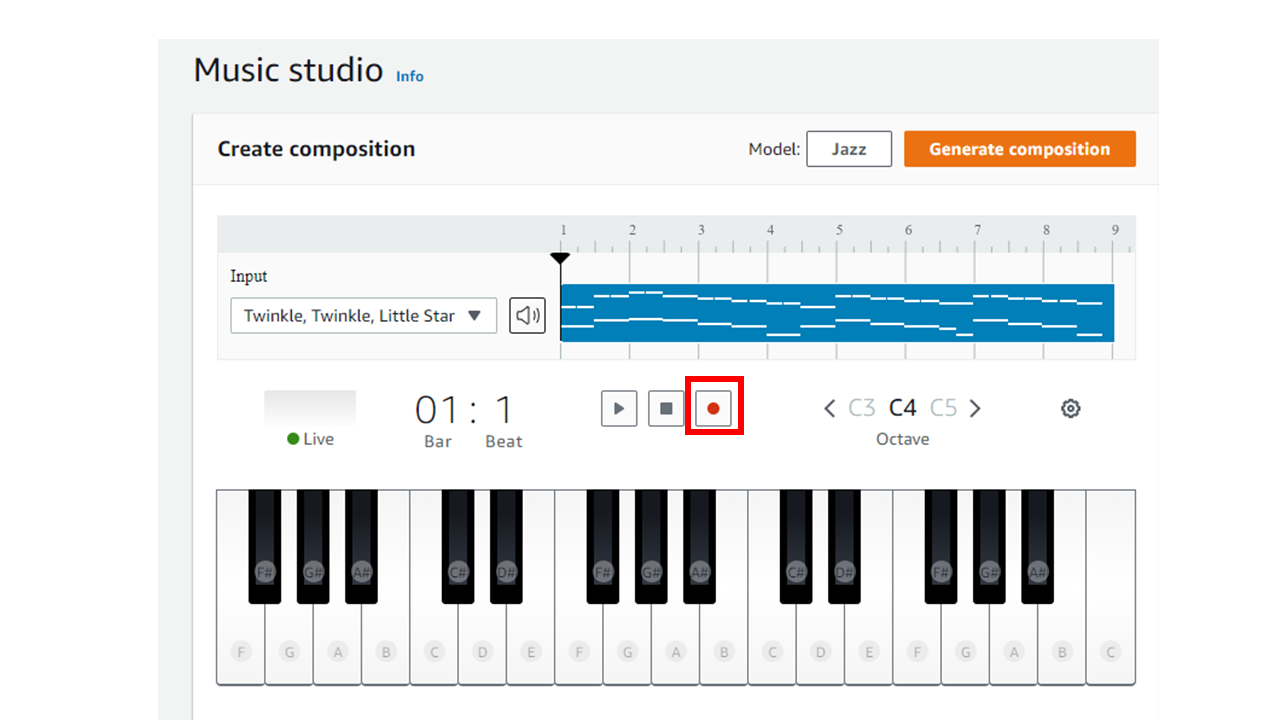 Music studio Info
Create composition Model: Jazz Generate composition
1 2 3 4 5 6 7 8 9
Input
Twinkle, Twinkle, Little Star
01 : 1 C3 C4 C5
Live Bar Beat Octave
F# G# A# C# D# F# G# A# C# D# F# G# A#
F G A B C D E F G A B C D E F G A B C